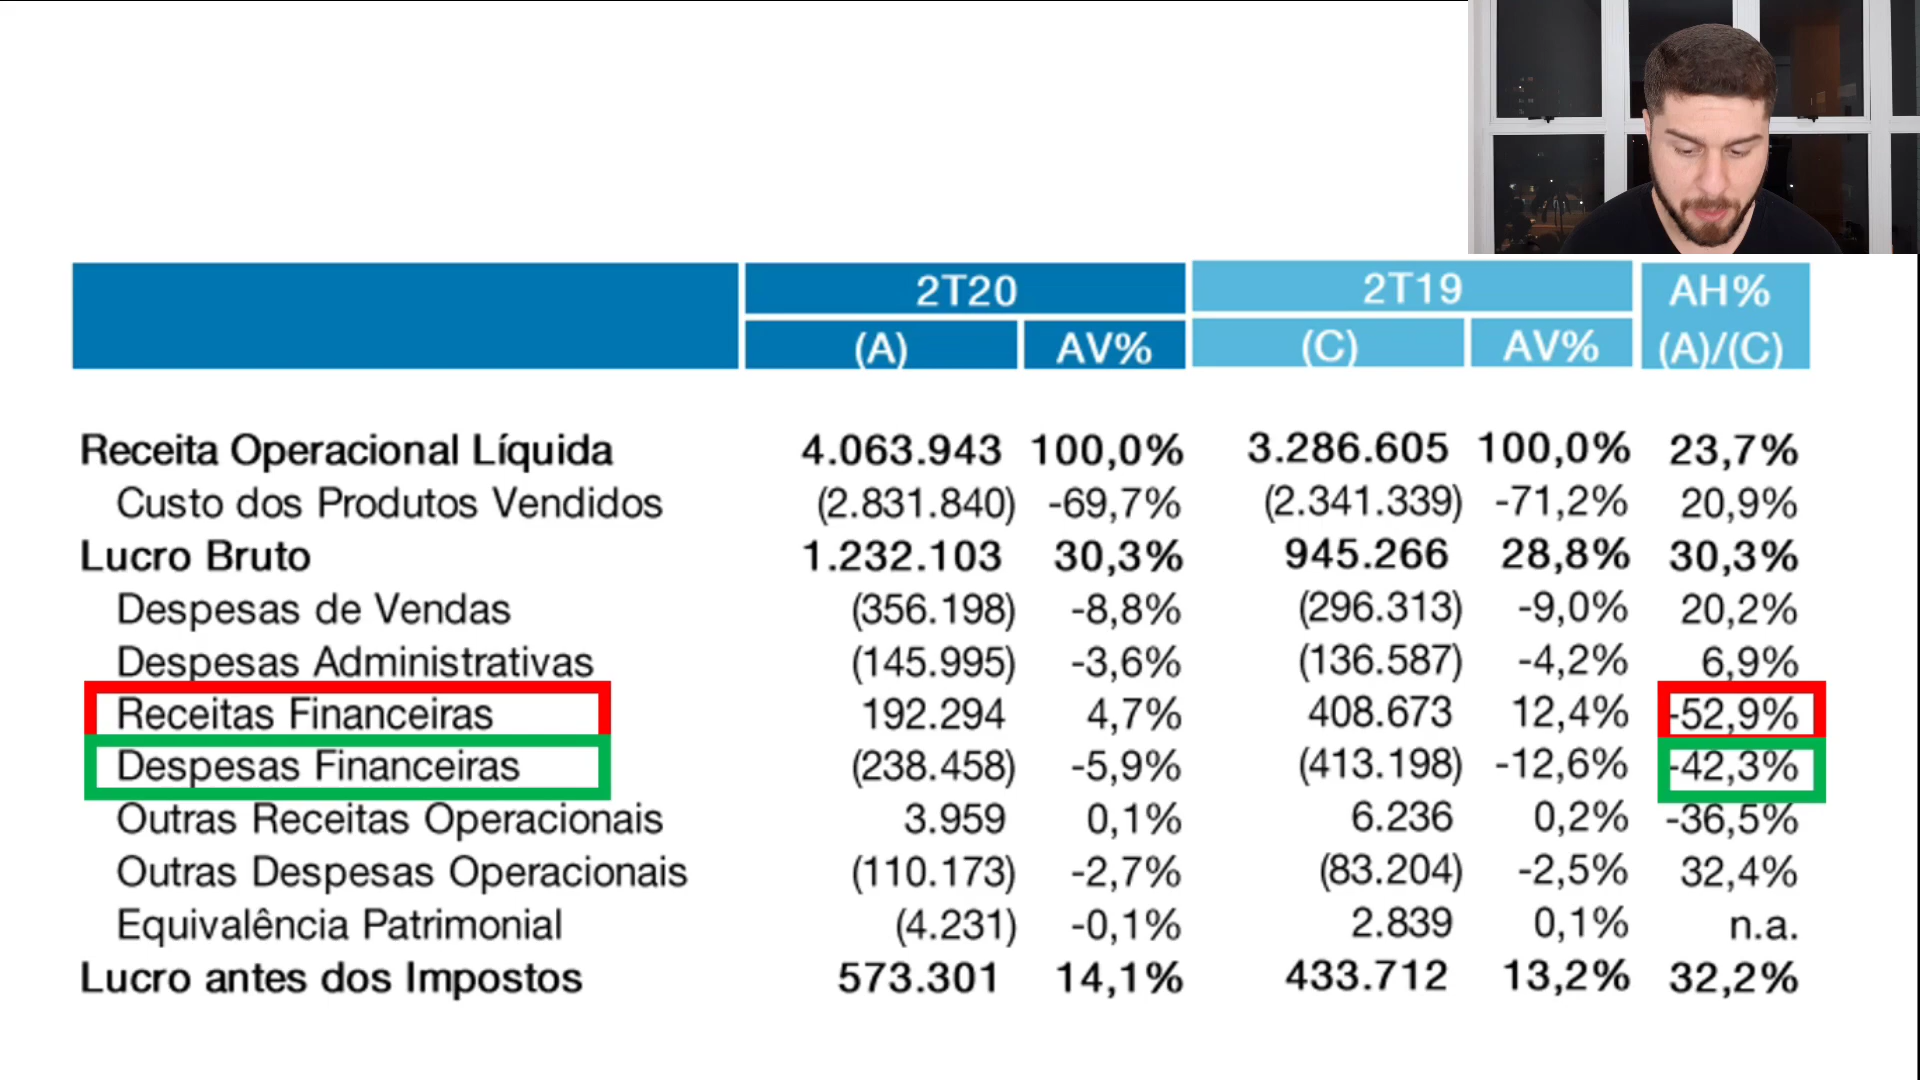 2T20 2T19 AH%
(A) AV% (C) AV% (A)/(C)
Receita Operacional Líquida 4.063.943 100,0% 3.286.605 100,0% 23,7%
Custo dos Produtos Vendidos (2.831.840) -69,7% (2.341.339) -71,2% 20,9%
Lucro Bruto 1.232.103 30,3% 945.266 28,8% 30,3%
Despesas de Vendas (356.198) -8,8% (296.313) -9,0% 20,2%
Despesas Administrativas (145.995) -3,6% (136.587) -4,2% 6,9%
Receitas Financeiras 192.294 4,7% 408.673 12,4% -52,9%
Despesas Financeiras (238.458) -5,9% (413.198) -12,6% -42,3%
Outras Receitas Operacionais 3.959 0,1% 6.236 0,2% -36,5%
Outras Despesas Operacionais (110.173) -2,7% (83.204) -2,5% 32,4%
Equivalência Patrimonial (4.231) -0,1% 2.839 0,1% n.a.
Lucro antes dos Impostos 573.301 14,1% 433.712 13,2% 32,2%